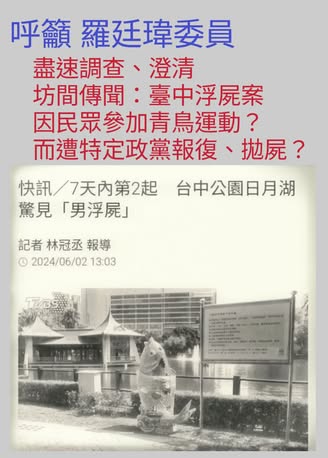 呼籲 羅廷瑋委員
盡速調查、澄清
坊間傳聞：臺中浮屍案
因民眾參加青鳥運動？
而遭特定政黨報復、拋屍？
快訊／7天內第2起 台中公園日月湖
驚見「男浮屍」
記者 林冠丞 報導
2024/06/02 13:03